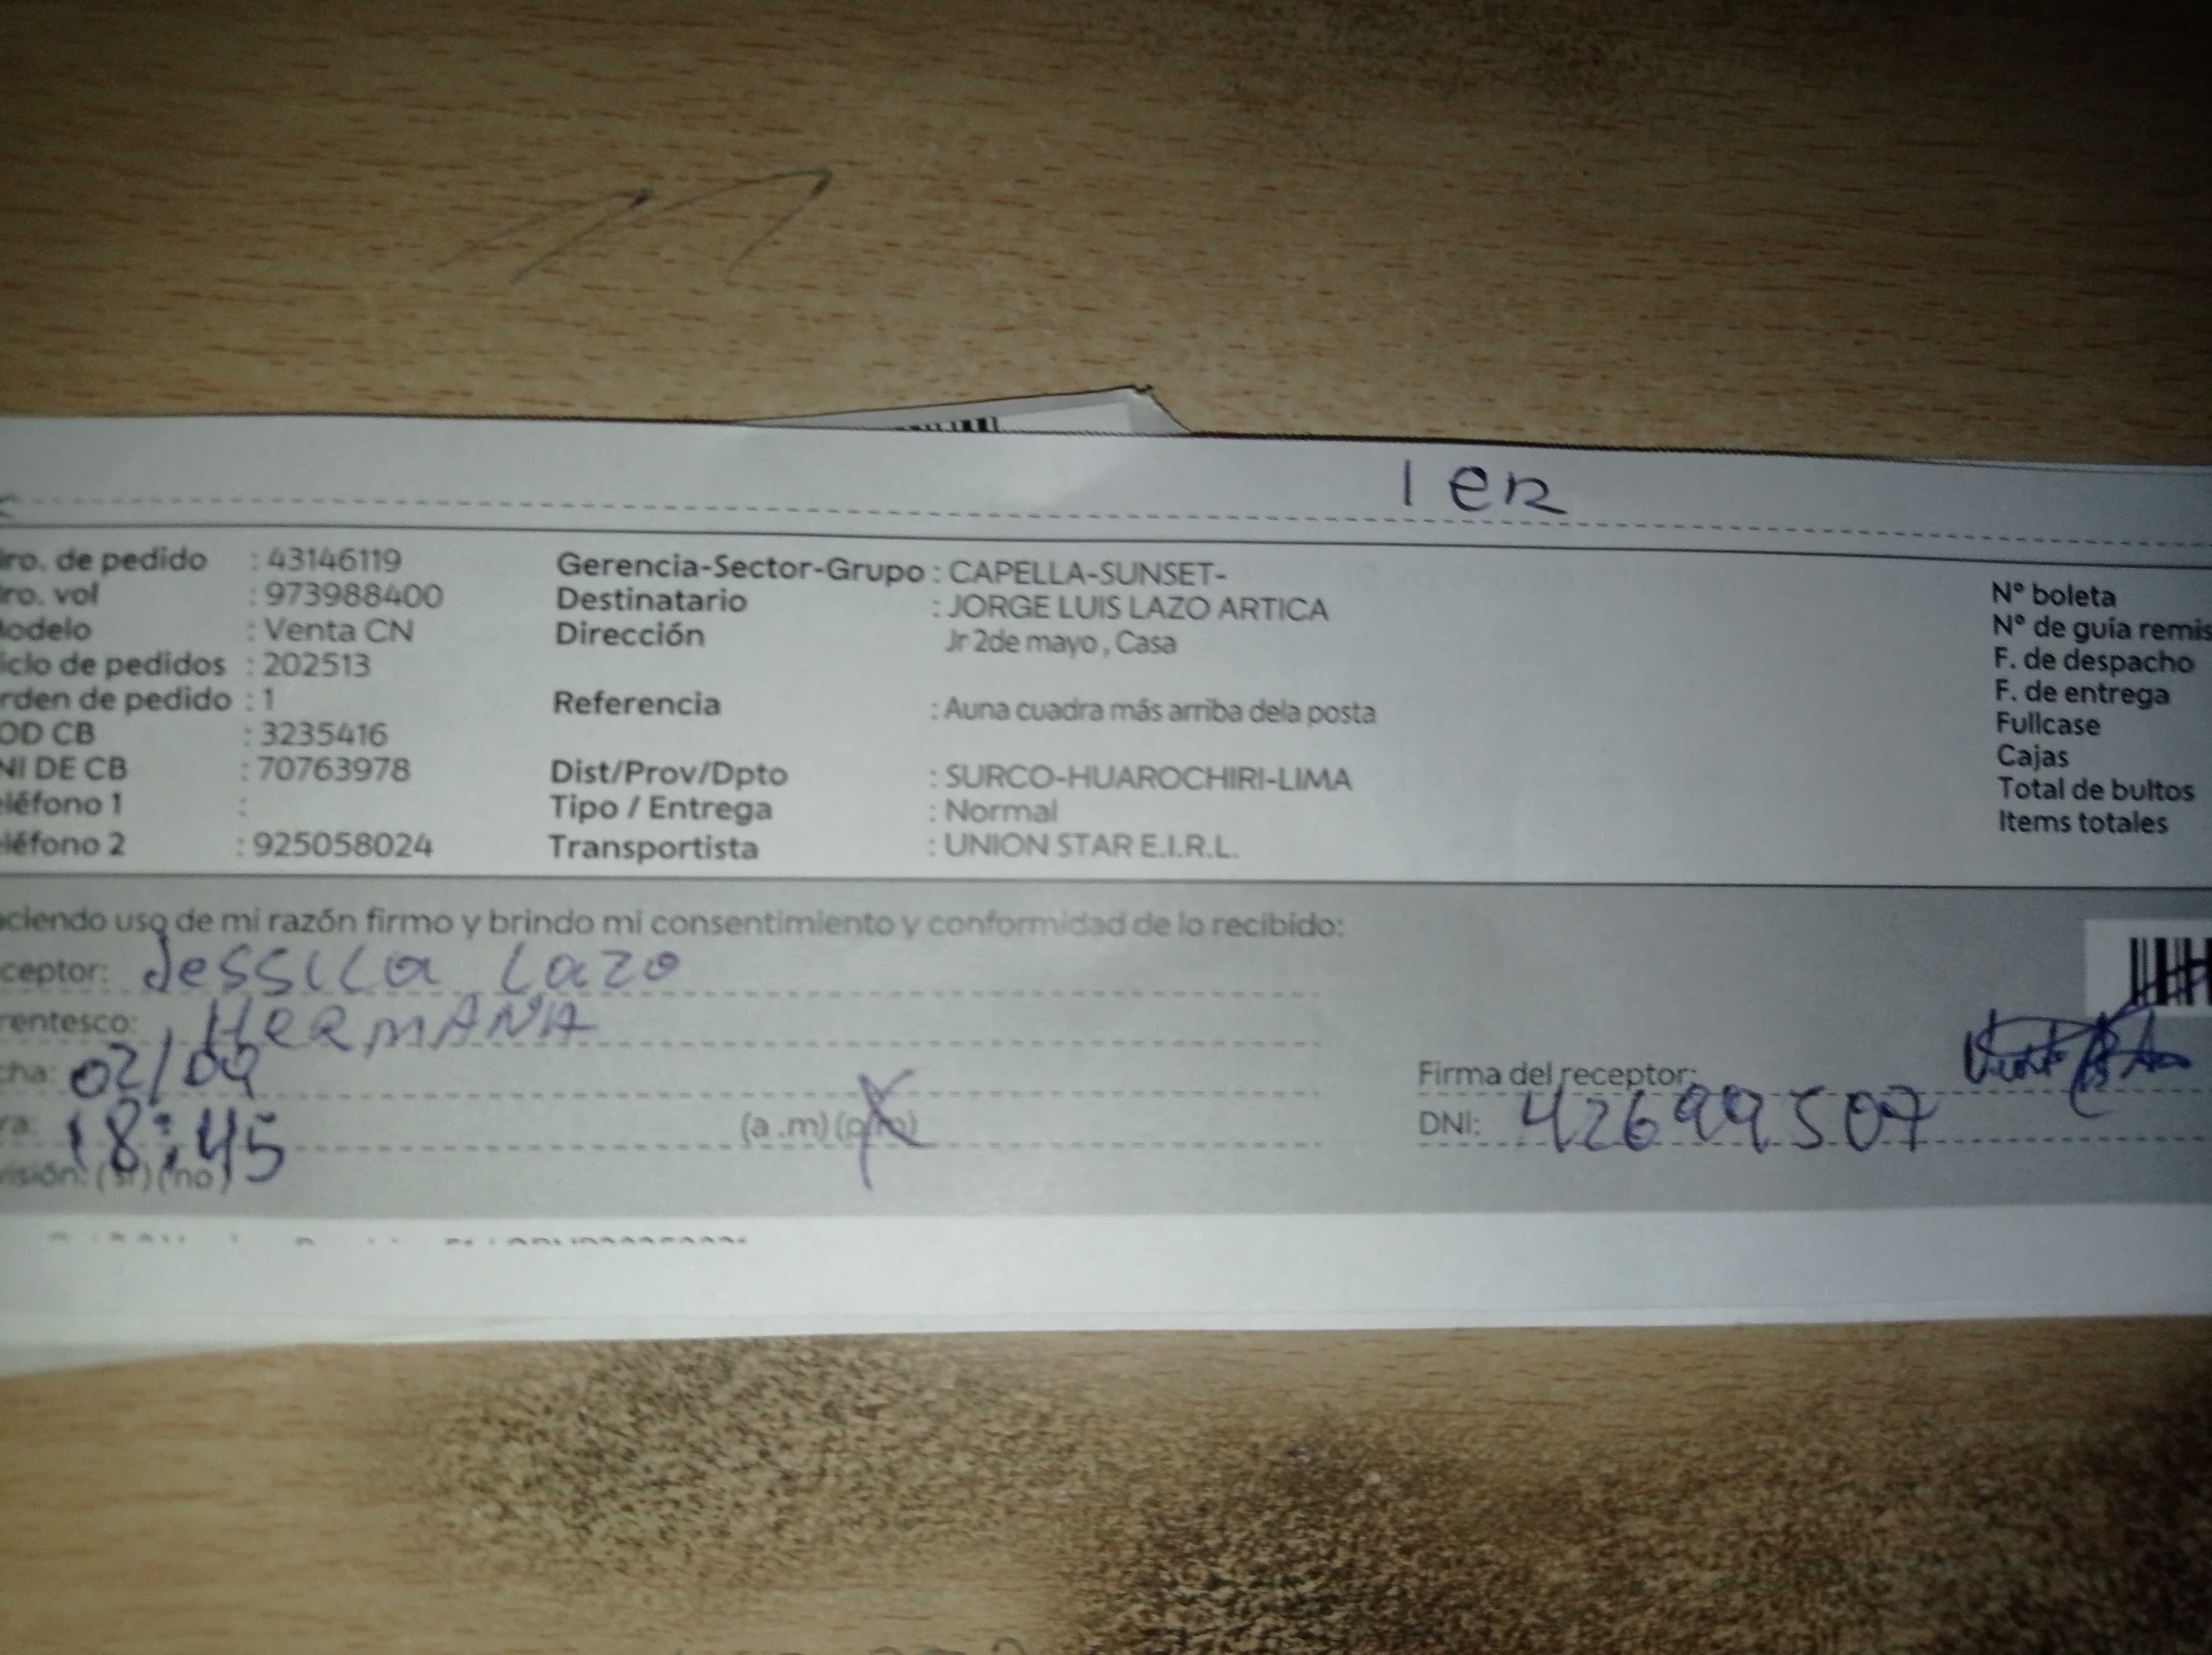 1er
ro. de pedido : 43146119
ro. vol : 973988400
odelo : Venta CN
iclo de pedidos : 202513
rden de pedido : 1
OD CB : 3235416
NI DE CB : 70763978
léfono 1 :
léfono 2 : 925058024
Gerencia-Sector-Grupo : CAPELLA-SUNSET-
Destinatario : JORGE LUIS LAZO ARTICA
Dirección Jr 2de mayo , Casa
Referencia : Auna cuadra más arriba dela posta
Dist/Prov/Dpto : SURCO-HUAROCHIRI-LIMA
Tipo / Entrega : Normal
Transportista : UNION STAR E.I.R.L.
N° boleta
N° de guía remis
F. de despacho
F. de entrega
Fullcase
Cajas
Total de bultos
Items totales
ciendo uso de mi razón firmo y brindo mi consentimiento y conformidad de lo recibido:
ceptor: Jessica Lazo
rentesco: HERMANA
cha: 02/09
ra: 18:45 (a .m) (p.m)
visión: (si) (no)
Firma del receptor:
DNI: 42699507